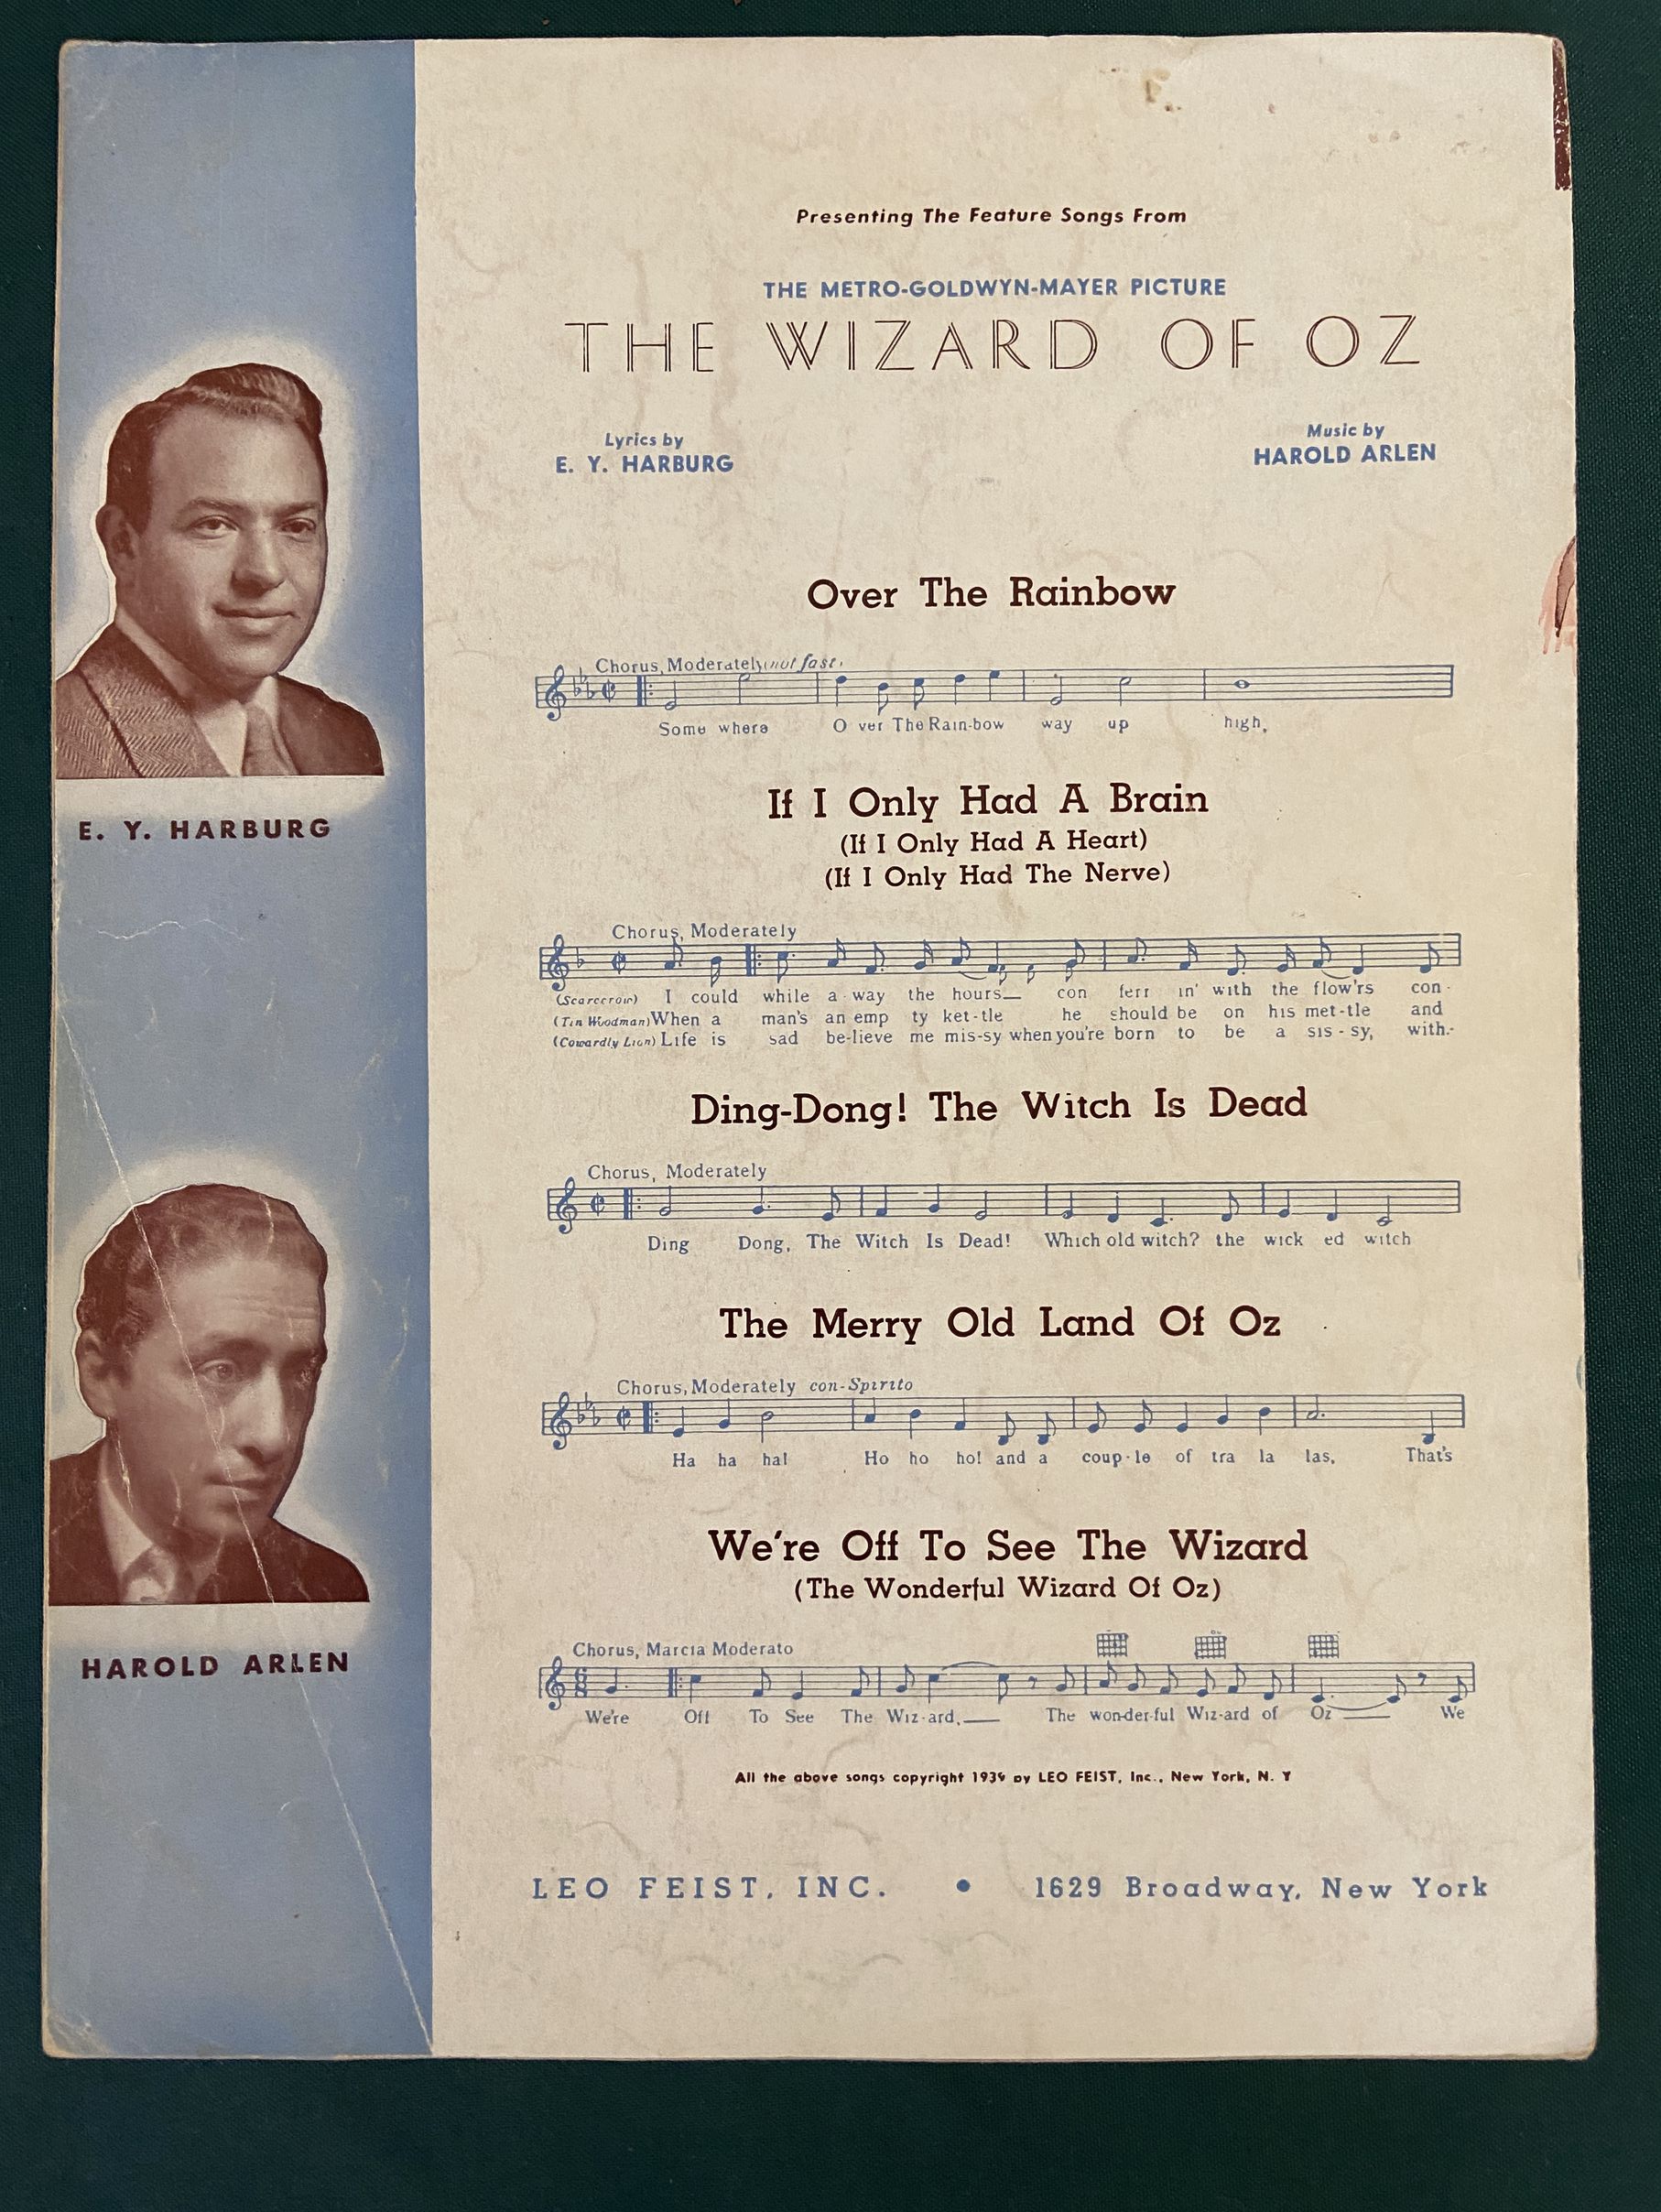 Presenting The Feature Songs From
THE METRO-GOLDWYN-MAYER PICTURE
THE WIZARD OF OZ
Lyrics by
E. Y. HARBURG
Music by
HAROLD ARLEN
E. Y. HARBURG
HAROLD ARLEN
Over The Rainbow
Chorus, Moderately (not fast)
Some where O ver The Rain-bow way up high,
If I Only Had A Brain
(If I Only Had A Heart)
(If I Only Had The Nerve)
Chorus, Moderately
(Scarecrow) I could while a-way the hours con ferr in' with the flow'rs con-
(Tin Woodman) When a man's an emp ty ket-tle he should be on his met-tle and
(Cowardly Lion) Life is sad be-lieve me mis-sy when you're born to be a sis-sy, with-
Ding-Dong! The Witch Is Dead
Chorus, Moderately
Ding Dong, The Witch Is Dead! Which old witch? the wick ed witch
The Merry Old Land Of Oz
Chorus, Moderately con-Spirito
Ha ha ha! Ho ho ho! and a coup-le of tra la las, That's
We're Off To See The Wizard
(The Wonderful Wizard Of Oz)
Chorus, Marcia Moderato
We're Off To See The Wiz-ard, The won-der-ful Wiz-ard of Oz We
All the above songs copyright 1939 by LEO FEIST, Inc., New York, N. Y
LEO FEIST, INC. • 1629 Broadway, New York